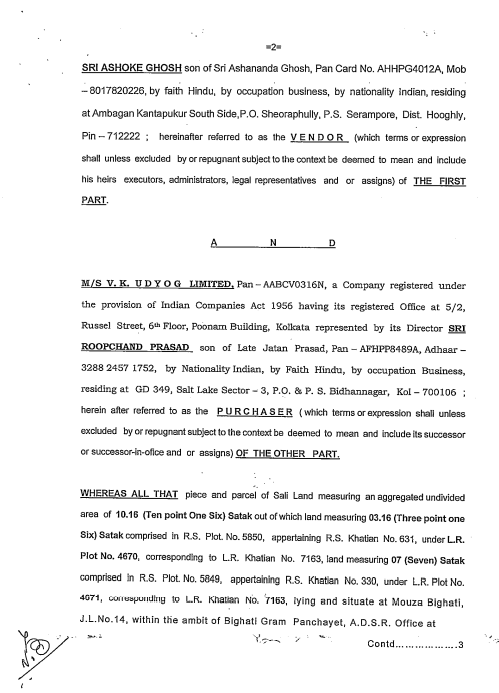 =2=
SRI ASHOKE GHOSH son of Sri Ashananda Ghosh, Pan Card No. AHHPG4012A, Mob
– 8017820226, by faith Hindu, by occupation business, by nationality Indian, residing
at Ambagan Kantapukur South Side, P.O. Sheoraphully, P.S. Serampore, Dist. Hooghly,
Pin – 712222 ; hereinafter referred to as the V E N D O R (which terms or expression
shall unless excluded by or repugnant subject to the context be deemed to mean and include
his heirs executors, administrators, legal representatives and or assigns) of THE FIRST
PART.
A N D
M/S V. K. U D Y O G LIMITED, Pan – AABCV0316N, a Company registered under
the provision of Indian Companies Act 1956 having its registered Office at 5/2,
Russel Street, 6th Floor, Poonam Building, Kolkata represented by its Director SRI
ROOPCHAND PRASAD son of Late Jatan Prasad, Pan – AFHPP8489A, Adhaar –
3288 2457 1752, by Nationality Indian, by Faith Hindu, by occupation Business,
residing at GD 349, Salt Lake Sector – 3, P.O. & P. S. Bidhannagar, Kol – 700106 ;
herein after referred to as the P U R C H A S E R ( which terms or expression shall unless
excluded by or repugnant subject to the context be deemed to mean and include its successor
or successor-in-ofice and or assigns) OF THE OTHER PART.
WHEREAS ALL THAT piece and parcel of Sali Land measuring an aggregated undivided
area of 10.16 (Ten point One Six) Satak out of which land measuring 03.16 (Three point one
Six) Satak comprised in R.S. Plot. No. 5850, appertaining R.S. Khatian No. 631, under L.R.
Plot No. 4670, corresponding to L.R. Khatian No. 7163, land measuring 07 (Seven) Satak
comprised in R.S. Plot. No. 5849, appertaining R.S. Khatian No. 330, under L.R. Plot No.
4671, corresponding to L.R. Khatian No. 7163, lying and situate at Mouza Bighati,
J.L.No.14, within the ambit of Bighati Gram Panchayet, A.D.S.R. Office at
Contd..................3